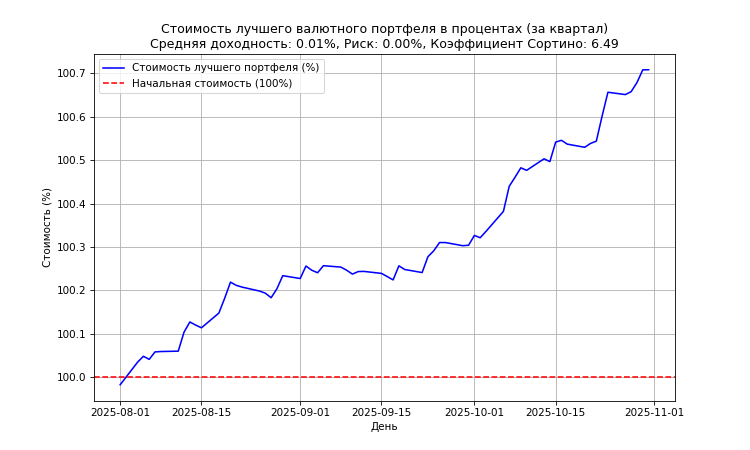 Стоимость лучшего валютного портфеля в процентах (за квартал)
Средняя доходность: 0.01%, Риск: 0.00%, Коэффициент Сортино: 6.49
Стоимость лучшего портфеля (%)
Начальная стоимость (100%)
Стоимость (%)
100.7
100.6
100.5
100.4
100.3
100.2
100.1
100.0
2025-08-01 2025-08-15 2025-09-01 2025-09-15 2025-10-01 2025-10-15 2025-11-01
День